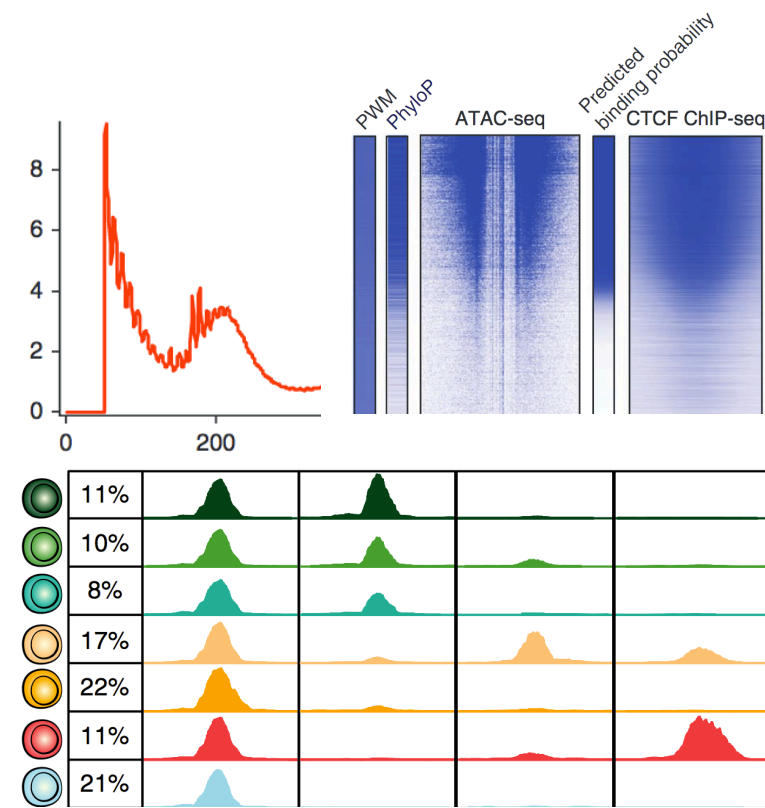 8
6
4
2
0
0
200
PWM
PhyloP
ATAC-seq
Predicted
binding probability
CTCF ChIP-seq
11%
10%
8%
17%
22%
11%
21%